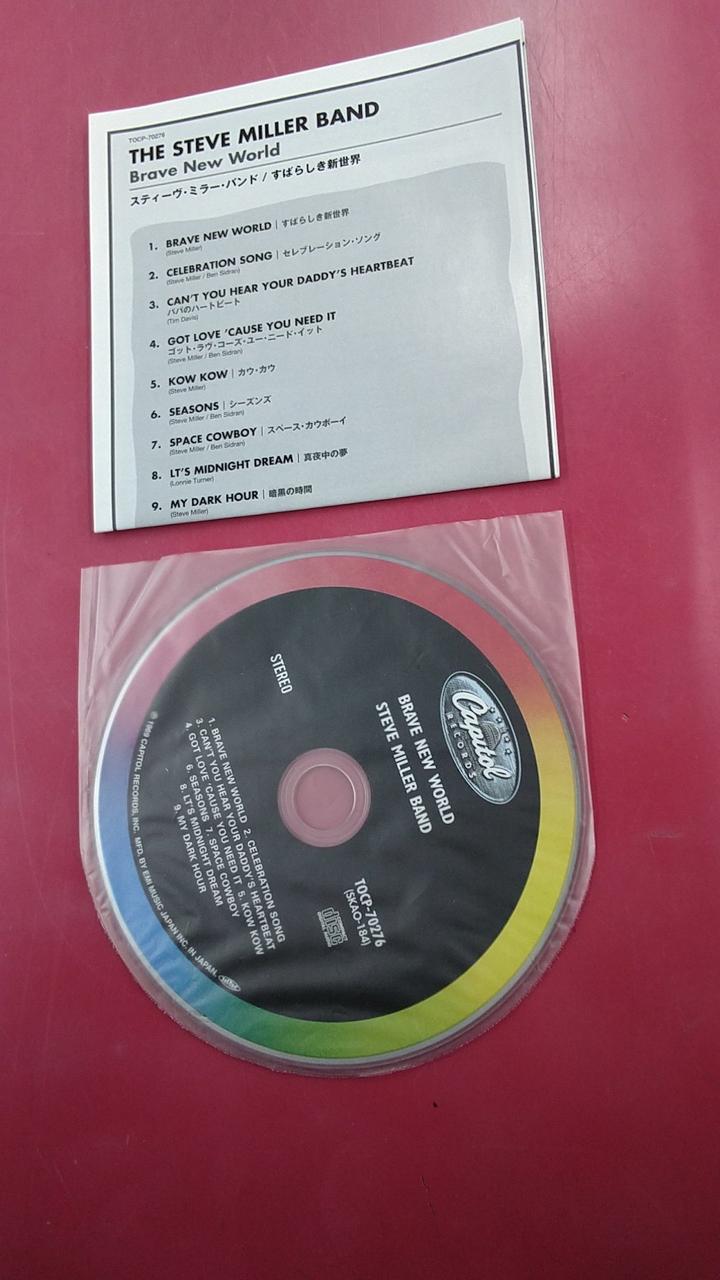 TOCP-70276
THE STEVE MILLER BAND
Brave New World
スティーヴ・ミラー・バンド / すばらしき新世界
1. BRAVE NEW WORLD | すばらしき新世界
(Steve Miller)
2. CELEBRATION SONG | セレブレーション・ソング
(Steve Miller / Ben Sidran)
3. CAN'T YOU HEAR YOUR DADDY'S HEARTBEAT
パパのハートビート
(Tim Davis)
4. GOT LOVE 'CAUSE YOU NEED IT
ゴット・ラヴ・コーズ・ユー・ニード・イット
(Steve Miller / Ben Sidran)
5. KOW KOW | カウ・カウ
(Steve Miller)
6. SEASONS | シーズンズ
(Steve Miller / Ben Sidran)
7. SPACE COWBOY | スペース・カウボーイ
(Steve Miller / Ben Sidran)
8. LT'S MIDNIGHT DREAM | 真夜中の夢
(Lonnie Turner)
9. MY DARK HOUR | 暗黒の時間
(Steve Miller)
Capitol
RECORDS
BRAVE NEW WORLD
STEVE MILLER BAND
STEREO
TOCP-70276
(SKAO-184)
disc
1. BRAVE NEW WORLD 2. CELEBRATION SONG
3. CAN'T YOU HEAR YOUR DADDY'S HEARTBEAT
4. GOT LOVE 'CAUSE YOU NEED IT 5. KOW KOW
6. SEASONS 7. SPACE COWBOY
8. LT'S MIDNIGHT DREAM
9. MY DARK HOUR
℗ 1969 CAPITOL RECORDS, INC. MFD. BY EMI MUSIC JAPAN INC. IN JAPAN.